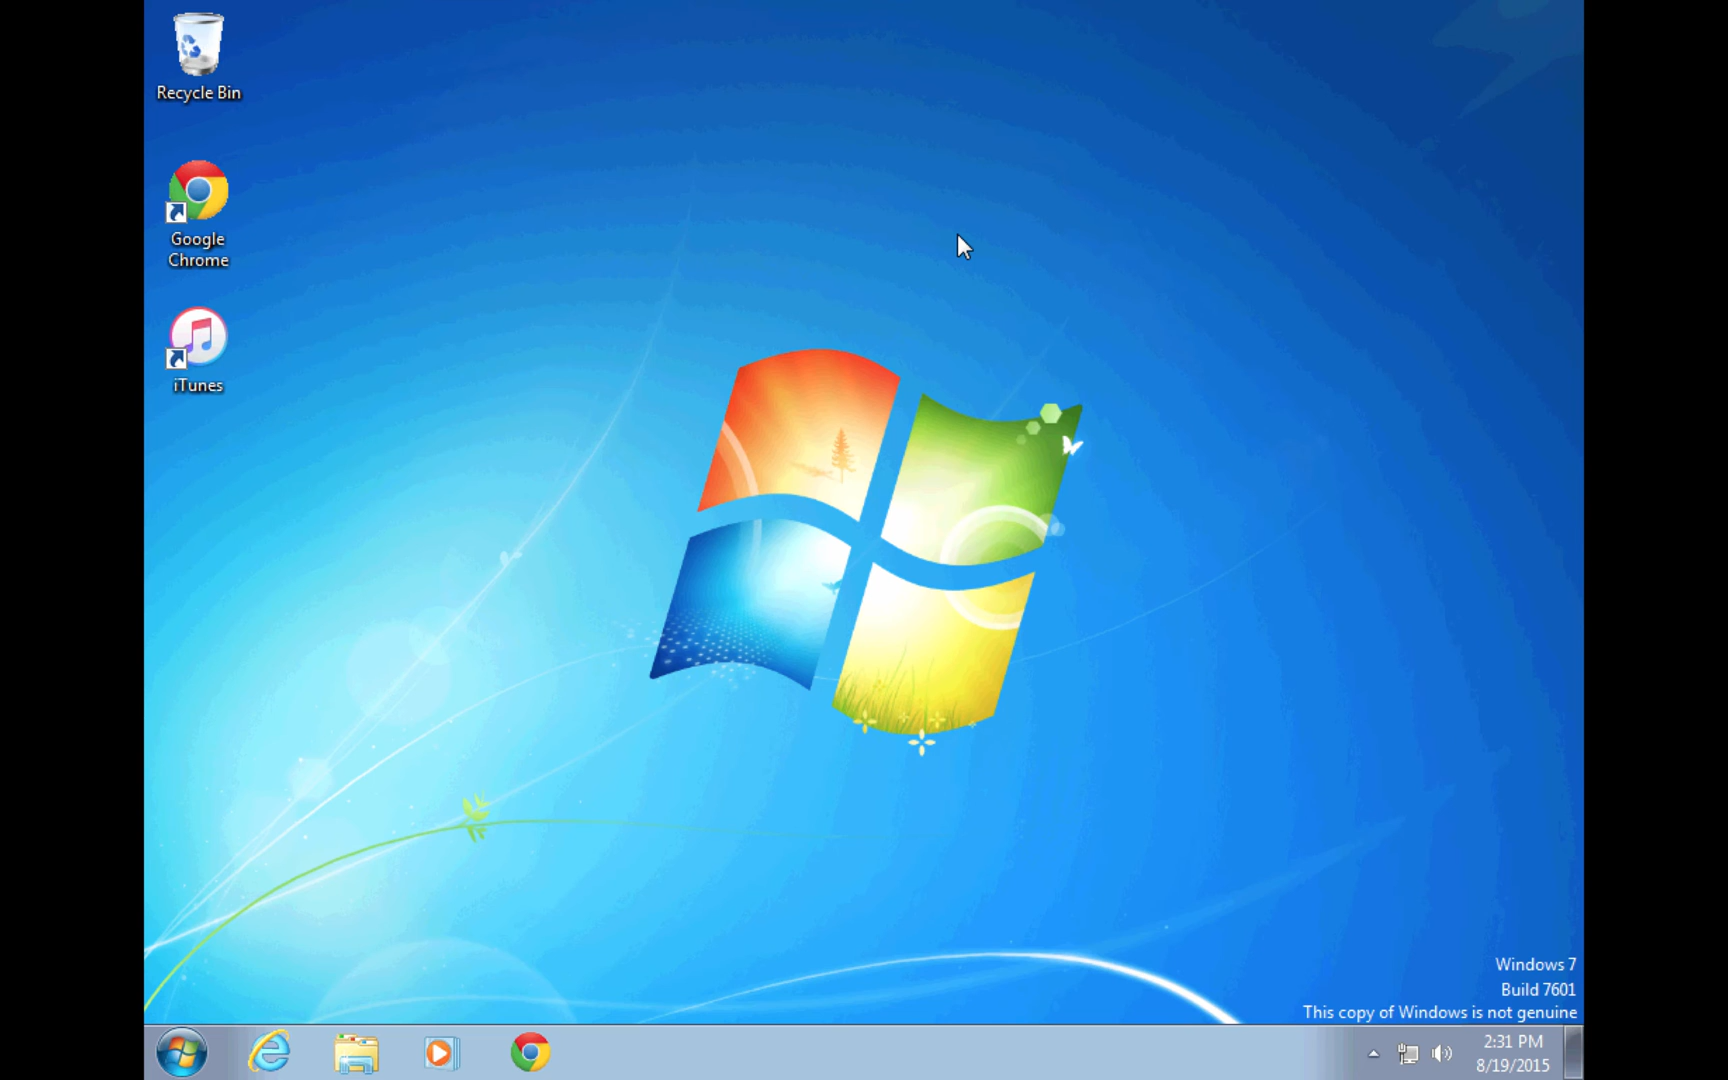 Recycle Bin
Google
Chrome
iTunes
Windows 7
Build 7601
This copy of Windows is not genuine
2:31 PM
8/19/2015